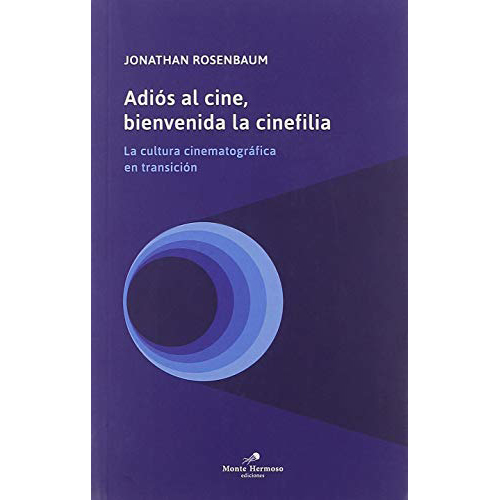 JONATHAN ROSENBAUM
Adiós al cine,
bienvenida la cinefilia
La cultura cinematográfica
en transición
Monte Hermoso
ediciones